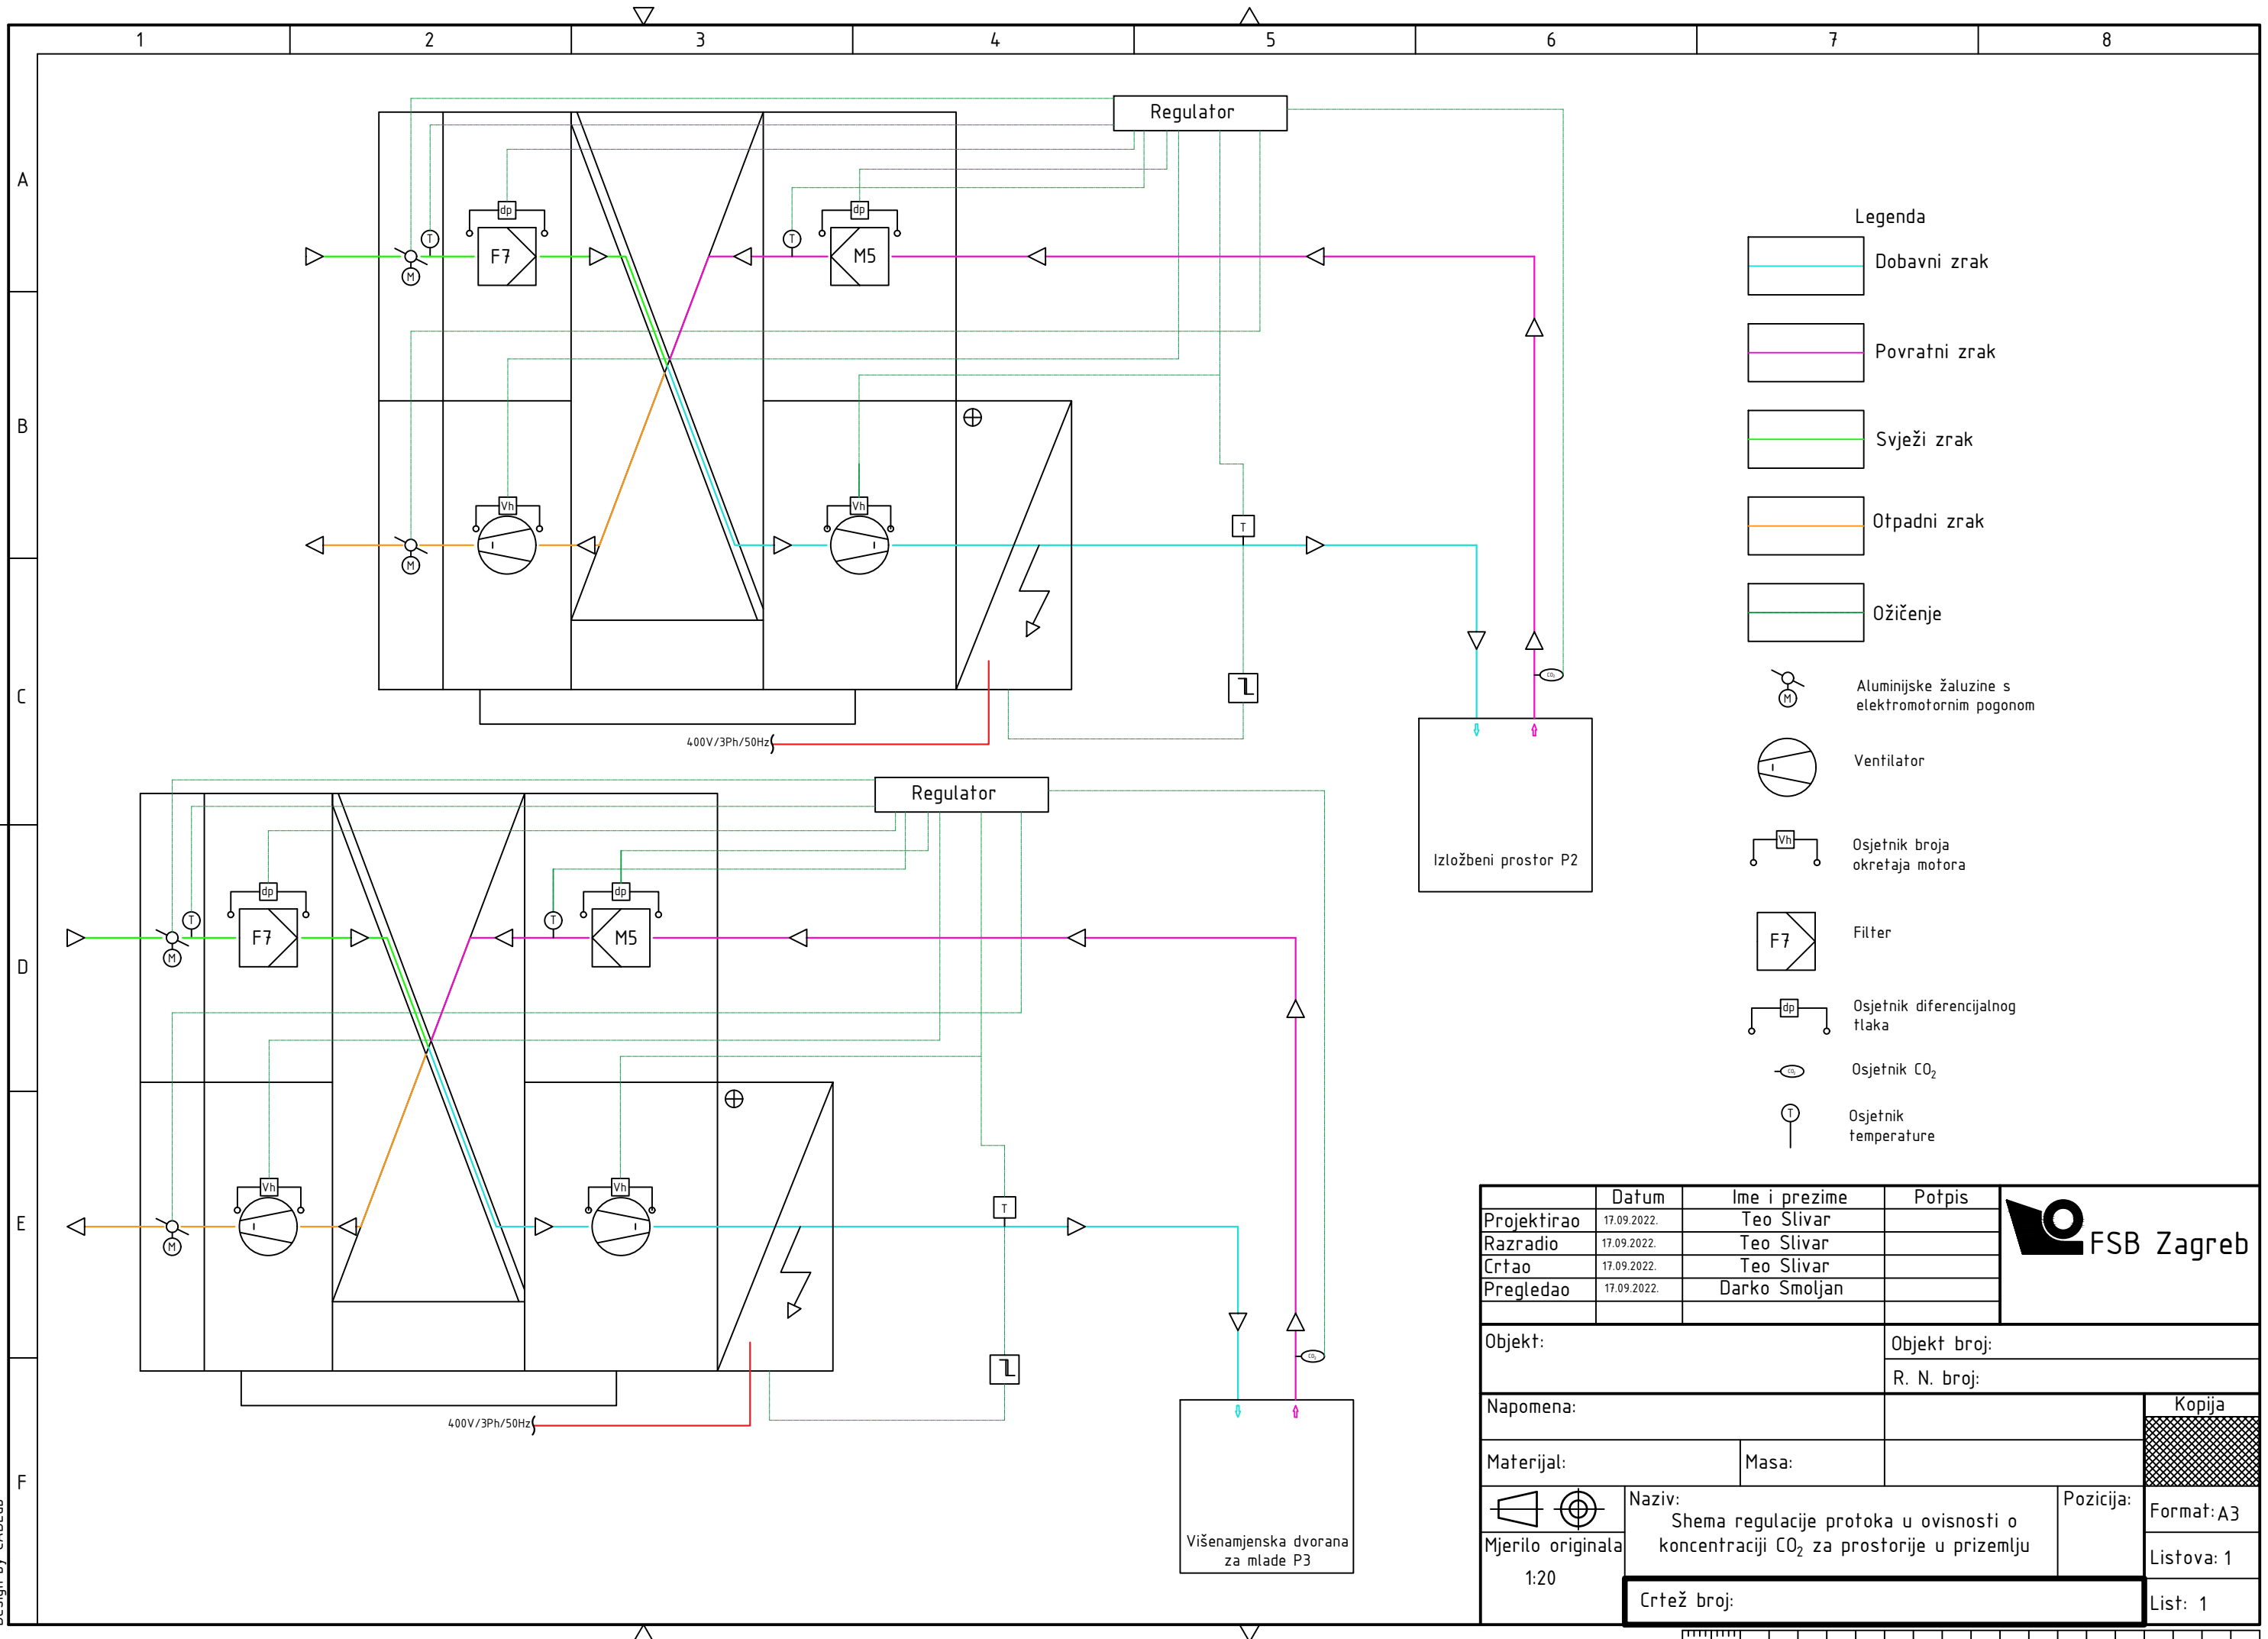 1 2 3 4 5 6 7 8
A
B
C
D
E
F
Regulator
dp
dp
T
T
F7
M5
M
Vh
Vh
T
M
400V/3Ph/50Hz
CO₂
Izložbeni prostor P2
Regulator
dp
dp
T
T
F7
M5
M
Vh
Vh
T
M
400V/3Ph/50Hz
CO₂
Višenamjenska dvorana
za mlade P3
Legenda
Dobavni zrak
Povratni zrak
Svježi zrak
Otpadni zrak
Ožičenje
M
Aluminijske žaluzine s
elektromotornim pogonom
Ventilator
Vh
Osjetnik broja
okretaja motora
F7
Filter
dp
Osjetnik diferencijalnog
tlaka
CO₂
Osjetnik CO₂
T
Osjetnik
temperature
Datum Ime i prezime Potpis
Projektirao 17.09.2022. Teo Slivar
Razradio 17.09.2022. Teo Slivar
Crtao 17.09.2022. Teo Slivar
Pregledao 17.09.2022. Darko Smoljan
FSB Zagreb
Objekt:
Objekt broj:
R. N. broj:
Napomena:
Kopija
Materijal:
Masa:
Naziv:
Shema regulacije protoka u ovisnosti o
koncentraciji CO₂ za prostorije u prizemlju
Pozicija:
Format: A3
Mjerilo originala
1:20
Listova: 1
Crtež broj:
List: 1